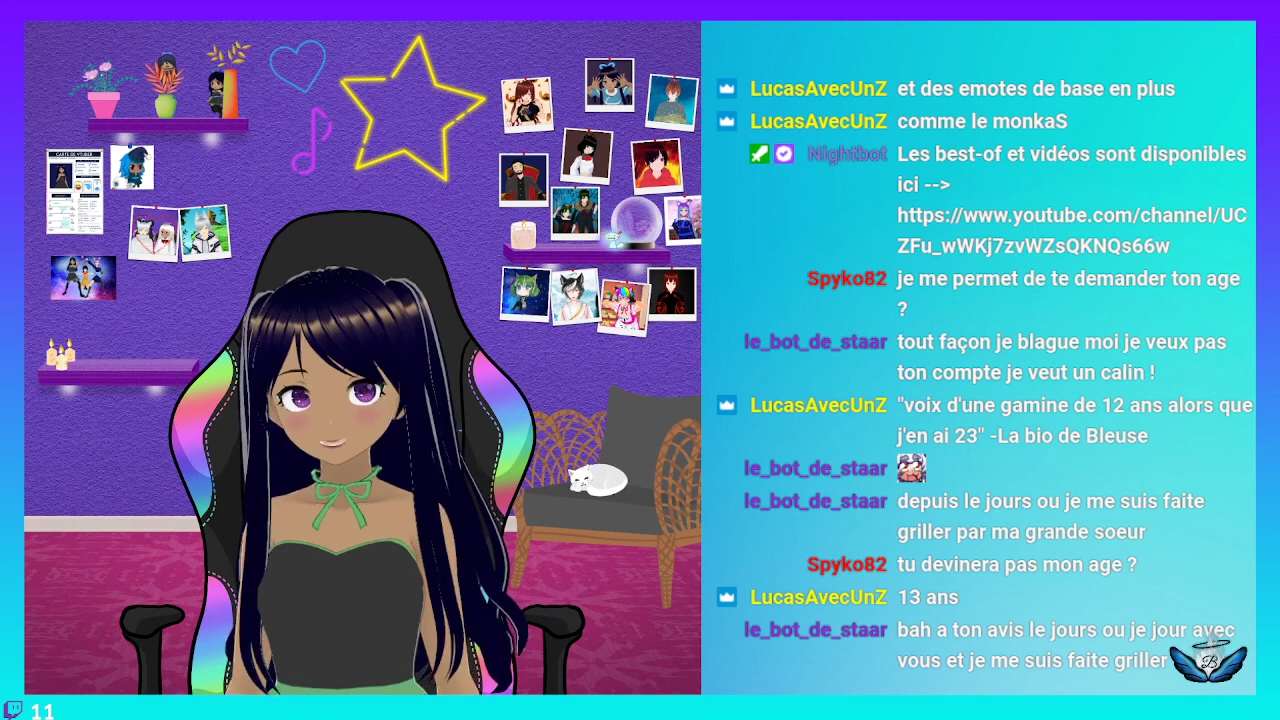 CARTE DE VTUBER
LucasAvecUnZ et des emotes de base en plus
LucasAvecUnZ comme le monkaS
Nightbot Les best-of et vidéos sont disponibles
ici -->
https://www.youtube.com/channel/UC
ZFu_wWKj7zvWZsQKNQs66w
Spyko82 je me permet de te demander ton age
?
le_bot_de_staar tout façon je blague moi je veux pas
ton compte je veut un calin !
LucasAvecUnZ "voix d'une gamine de 12 ans alors que
j'en ai 23" -La bio de Bleuse
le_bot_de_staar
le_bot_de_staar depuis le jours ou je me suis faite
griller par ma grande soeur
Spyko82 tu devinera pas mon age ?
LucasAvecUnZ 13 ans
le_bot_de_staar bah a ton avis le jours ou je jour avec
vous et je me suis faite griller
B
11